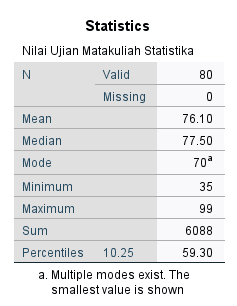 Statistics
Nilai Ujian Matakuliah Statistika
N Valid 80
Missing 0
Mean 76.10
Median 77.50
Mode 70a
Minimum 35
Maximum 99
Sum 6088
Percentiles 10.25 59.30
a. Multiple modes exist. The
smallest value is shown